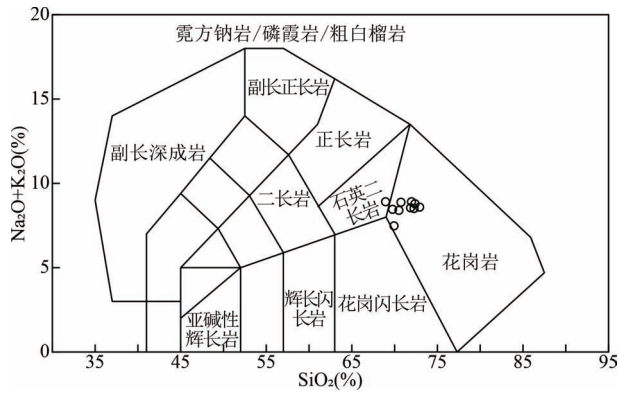 霓方钠岩/磷霞岩/粗白榴岩
20
15
10
5
0
Na₂O+K₂O(%)
副长正长岩
正长岩
副长深成岩
二长岩
石英二
长岩
花岗岩
亚碱性
辉长岩
辉长闪
长岩
花岗闪长岩
35
45
55
65
75
85
95
SiO₂(%)